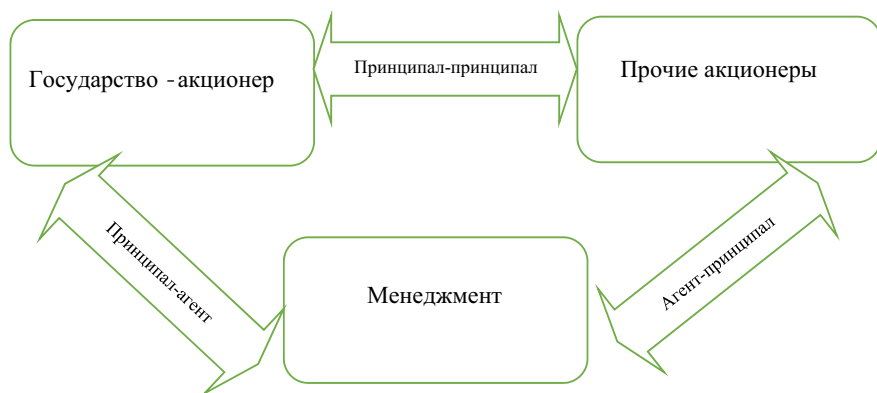 Государство - акционер
Принципал-принципал
Прочие акционеры
Принципал-агент
Агент-принципал
Менеджмент